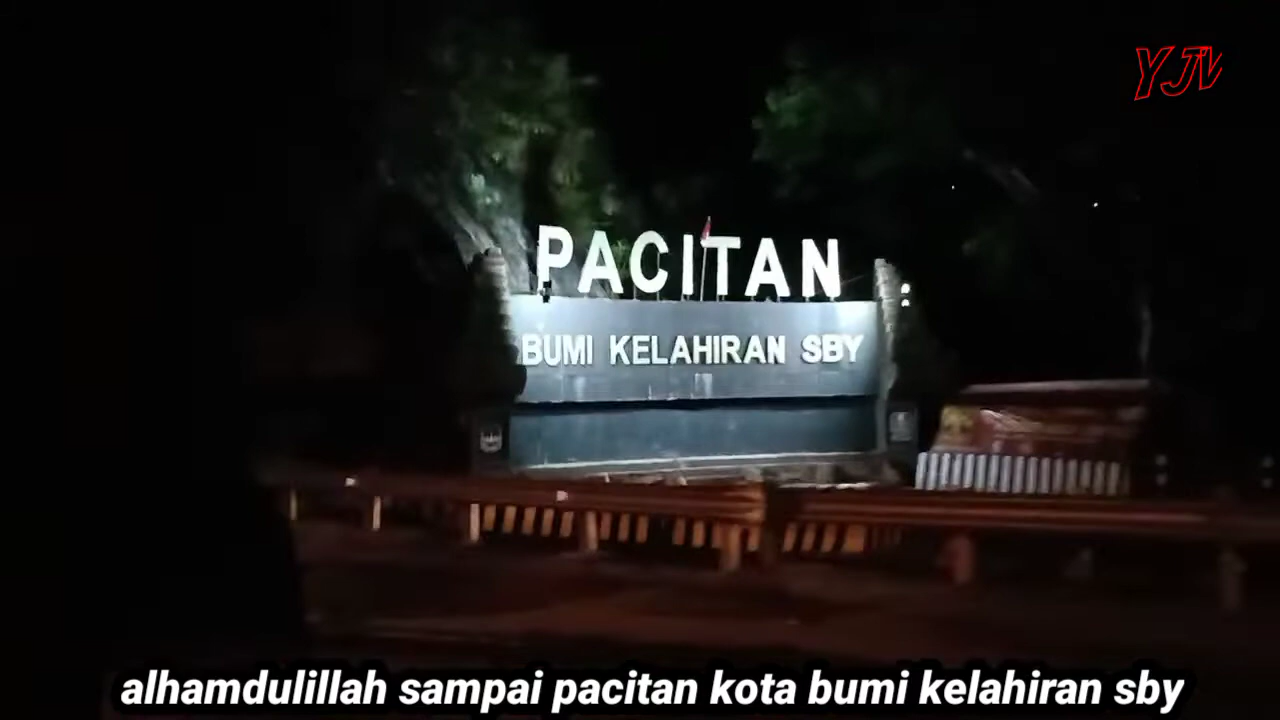 YJTV
PACITAN
BUMI KELAHIRAN SBY
alhamdulillah sampai pacitan kota bumi kelahiran sby